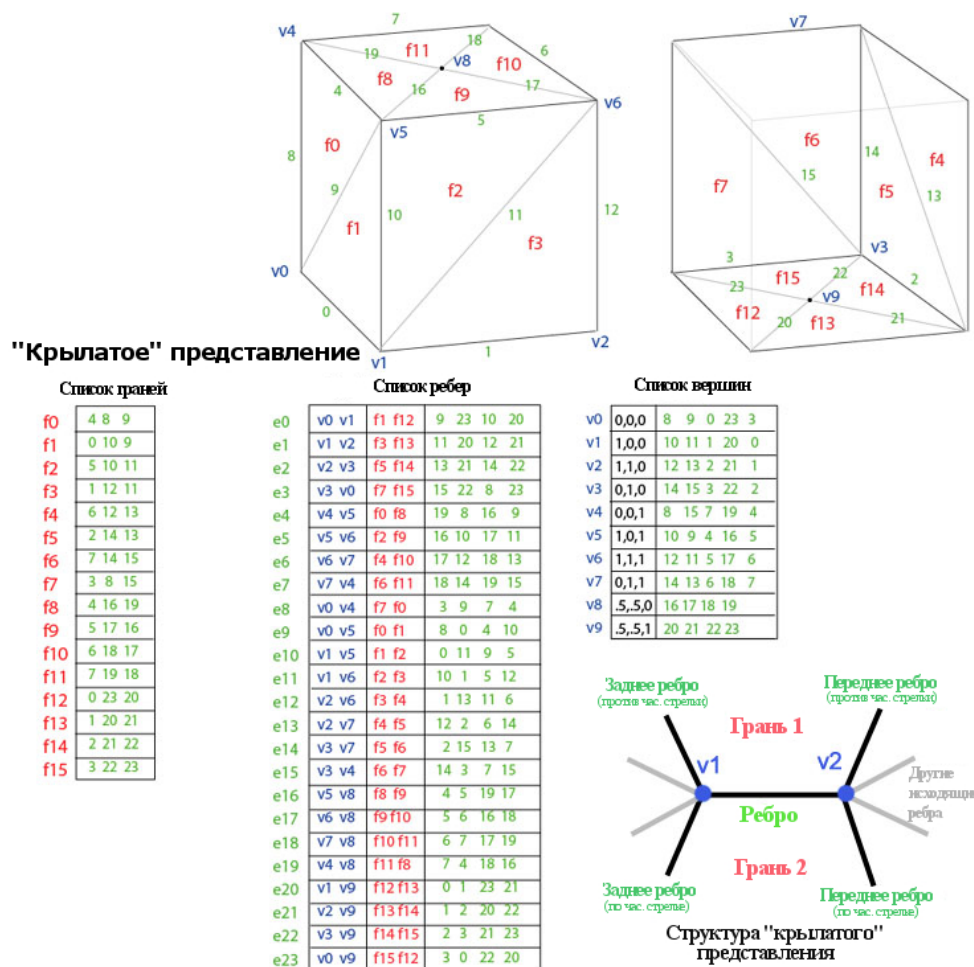 7
v4
18
f11
19
v8
6
f8
f10
4
16
f9
17
v5
5
v6
f0
8
9
f2
10
11
12
f1
f3
v0
0
v1
1
v2
v7
f6
14
f4
15
f7
f5
13
v3
3
f15
22
2
23
f14
v9
f12
20
f13
21
"Крылатое" представление
Список граней
f0 4 8 9
f1 0 10 9
f2 5 10 11
f3 1 12 11
f4 6 12 13
f5 2 14 13
f6 7 14 15
f7 3 8 15
f8 4 16 19
f9 5 17 16
f10 6 18 17
f11 7 19 18
f12 0 23 20
f13 1 20 21
f14 2 21 22
f15 3 22 23
Список ребер
e0 v0 v1 f1 f12 9 23 10 20
e1 v1 v2 f3 f13 11 20 12 21
e2 v2 v3 f5 f14 13 21 14 22
e3 v3 v0 f7 f15 15 22 8 23
e4 v4 v5 f0 f8 19 8 16 9
e5 v5 v6 f2 f9 16 10 17 11
e6 v6 v7 f4 f10 17 12 18 13
e7 v7 v4 f6 f11 18 14 19 15
e8 v0 v4 f7 f0 3 9 7 4
e9 v0 v5 f0 f1 8 0 4 10
e10 v1 v5 f1 f2 0 11 9 5
e11 v1 v6 f2 f3 10 1 5 12
e12 v2 v6 f3 f4 1 13 11 6
e13 v2 v7 f4 f5 12 2 6 14
e14 v3 v7 f5 f6 2 15 13 7
e15 v3 v4 f6 f7 14 3 7 15
e16 v5 v8 f8 f9 4 5 19 17
e17 v6 v8 f9 f10 5 6 16 18
e18 v7 v8 f10 f11 6 7 17 19
e19 v4 v8 f11 f8 7 4 18 16
e20 v1 v9 f12 f13 0 1 23 21
e21 v2 v9 f13 f14 1 2 20 22
e22 v3 v9 f14 f15 2 3 21 23
e23 v0 v9 f15 f12 3 0 22 20
Список вершин
v0 0,0,0 8 9 0 23 3
v1 1,0,0 10 11 1 20 0
v2 1,1,0 12 13 2 21 1
v3 0,1,0 14 15 3 22 2
v4 0,0,1 8 15 7 19 4
v5 1,0,1 10 9 4 16 5
v6 1,1,1 12 11 5 17 6
v7 0,1,1 14 13 6 18 7
v8 .5,.5,0 16 17 18 19
v9 .5,.5,1 20 21 22 23
Заднее ребро
(против час. стрелки)
Переднее ребро
(против час. стрелки)
Грань 1
v1
v2
Другие
исходящие
ребра
Ребро
Грань 2
Заднее ребро
(по час. стрелке)
Переднее ребро
(по час. стрелке)
Структура "крылатого"
представления